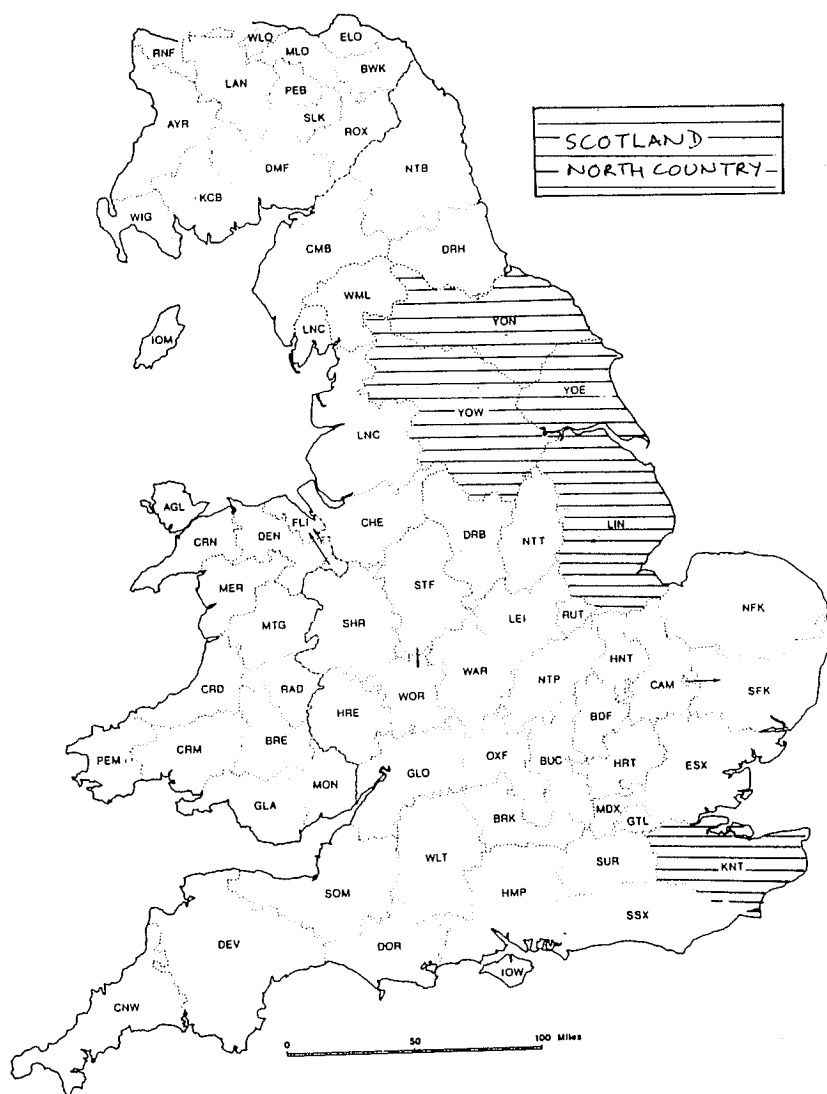 WLO
ELO
RNF
MLO
BWK
LAN
PEB
SLK
AYR
ROX
SCOTLAND
NORTH COUNTRY
DMF
NTB
KCB
WIG
CMB
DRH
WML
YON
LNC
IOM
YOE
YOW
LNC
AGL
FLI
CHE
LIN
CRN
DEN
DRB
NTT
STF
MER
NFK
RUT
LEI
SHR
MTG
HNT
WAR
CAM
NTP
SFK
CRD
RAD
WOR
HRE
BDF
BRE
CRM
PEM
OXF
BUC
HRT
ESX
GLO
MON
GLA
MDX
BRK
GTL
WLT
SUR
KNT
SOM
HMP
SSX
DEV
DOR
IOW
CNW
0
50
100 Miles